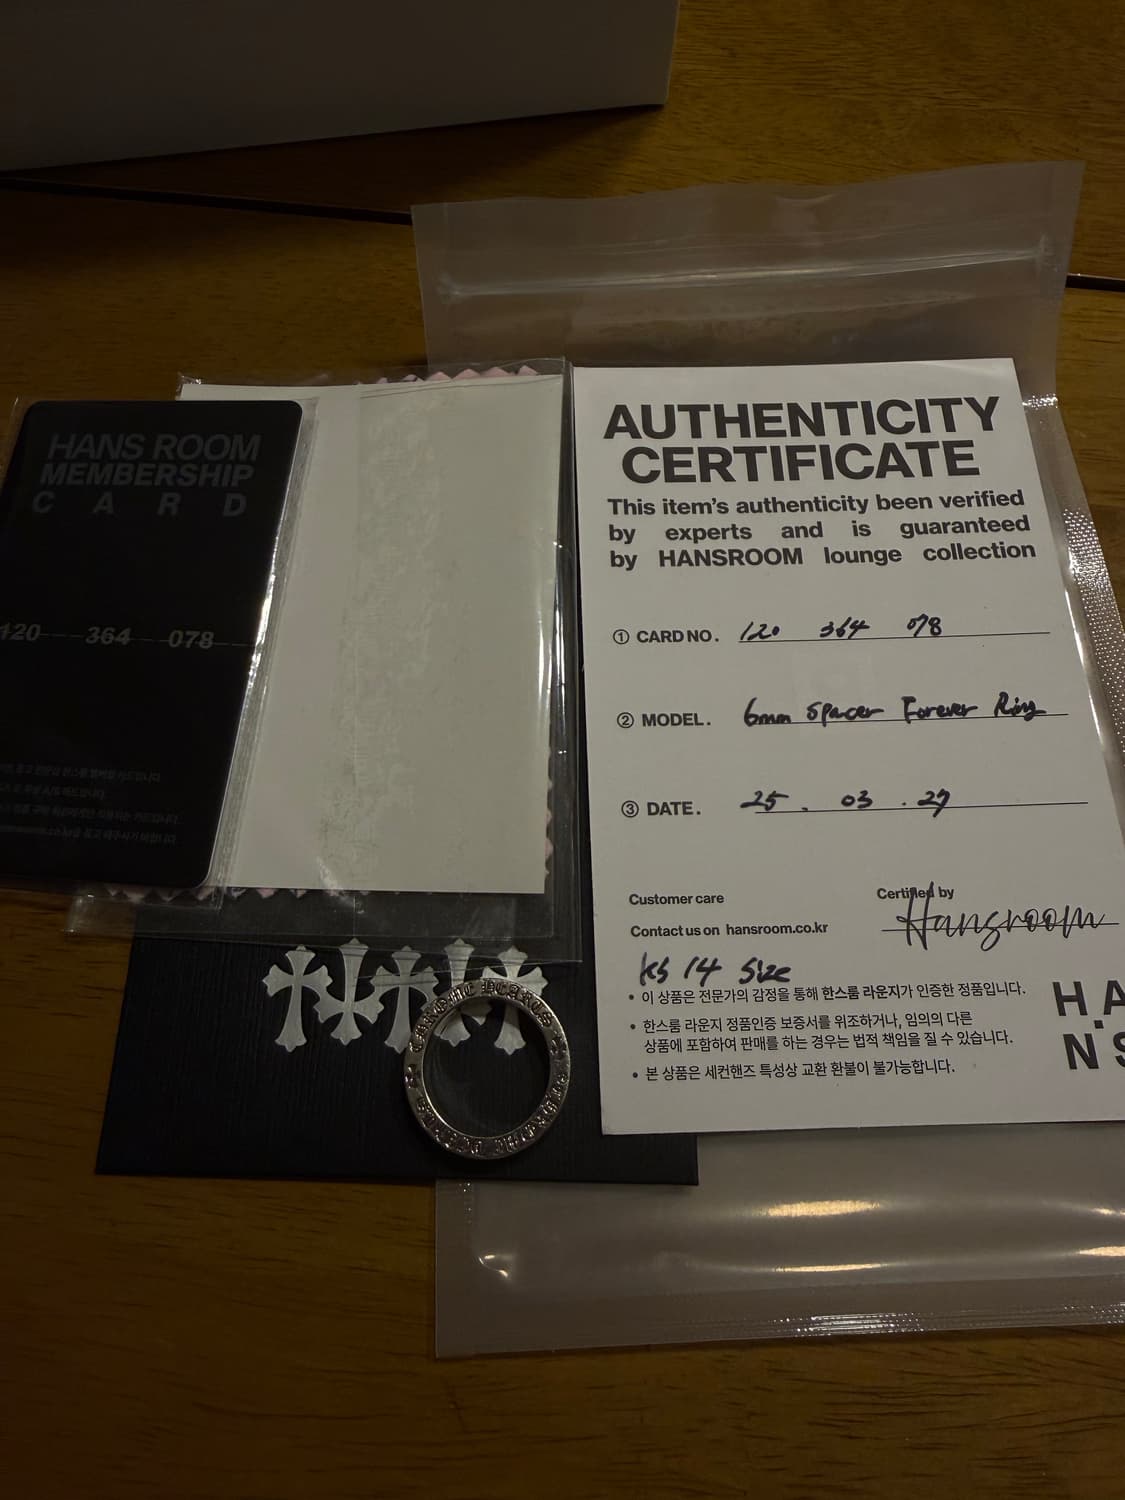 HANS ROOM
MEMBERSHIP
CARD
120 364 078
AUTHENTICITY
CERTIFICATE
This item's authenticity been verified
by experts and is guaranteed
by HANSROOM lounge collection
① CARD NO. 120 364 078
② MODEL. 6mm Spacer Forever Ring
③ DATE. 25 . 03 . 27
Customer care
Certified by
Contact us on hansroom.co.kr
Hansroom
KS 14 Size
• 이 상품은 전문가의 감정을 통해 한스룸 라운지가 인증한 정품입니다.
• 한스룸 라운지 정품인증 보증서를 위조하거나, 임의의 다른
상품에 포함하여 판매를 하는 경우는 법적 책임을 질 수 있습니다.
• 본 상품은 세컨핸즈 특성상 교환 환불이 불가능합니다.
H A
N'S
CHROME HEARTS